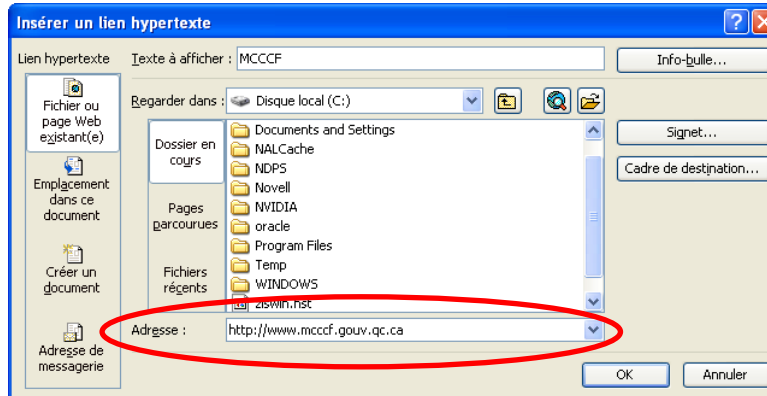 Insérer un lien hypertexte
Lien hypertexte
Texte à afficher : MCCCF
Info-bulle...
Fichier ou
page Web
existant(e)
Regarder dans : Disque local (C:)
Dossier en
cours
Documents and Settings
NALCache
NDPS
Novell
NVIDIA
oracle
Program Files
Temp
WINDOWS
ziswin.hst
Signet...
Cadre de destination...
Emplacement
dans ce
document
Pages
parcourues
Créer un
document
Fichiers
récents
Adresse : http://www.mcccf.gouv.qc.ca
Adresse de
messagerie
OK
Annuler